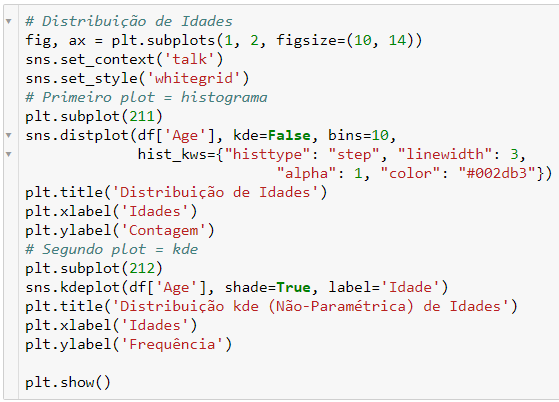 # Distribuição de Idades
fig, ax = plt.subplots(1, 2, figsize=(10, 14))
sns.set_context('talk')
sns.set_style('whitegrid')
# Primeiro plot = histograma
plt.subplot(211)
sns.distplot(df['Age'], kde=False, bins=10,
             hist_kws={"histtype": "step", "linewidth": 3,
                       "alpha": 1, "color": "#002db3"})
plt.title('Distribuição de Idades')
plt.xlabel('Idades')
plt.ylabel('Contagem')
# Segundo plot = kde
plt.subplot(212)
sns.kdeplot(df['Age'], shade=True, label='Idade')
plt.title('Distribuição kde (Não-Paramétrica) de Idades')
plt.xlabel('Idades')
plt.ylabel('Frequência')
plt.show()